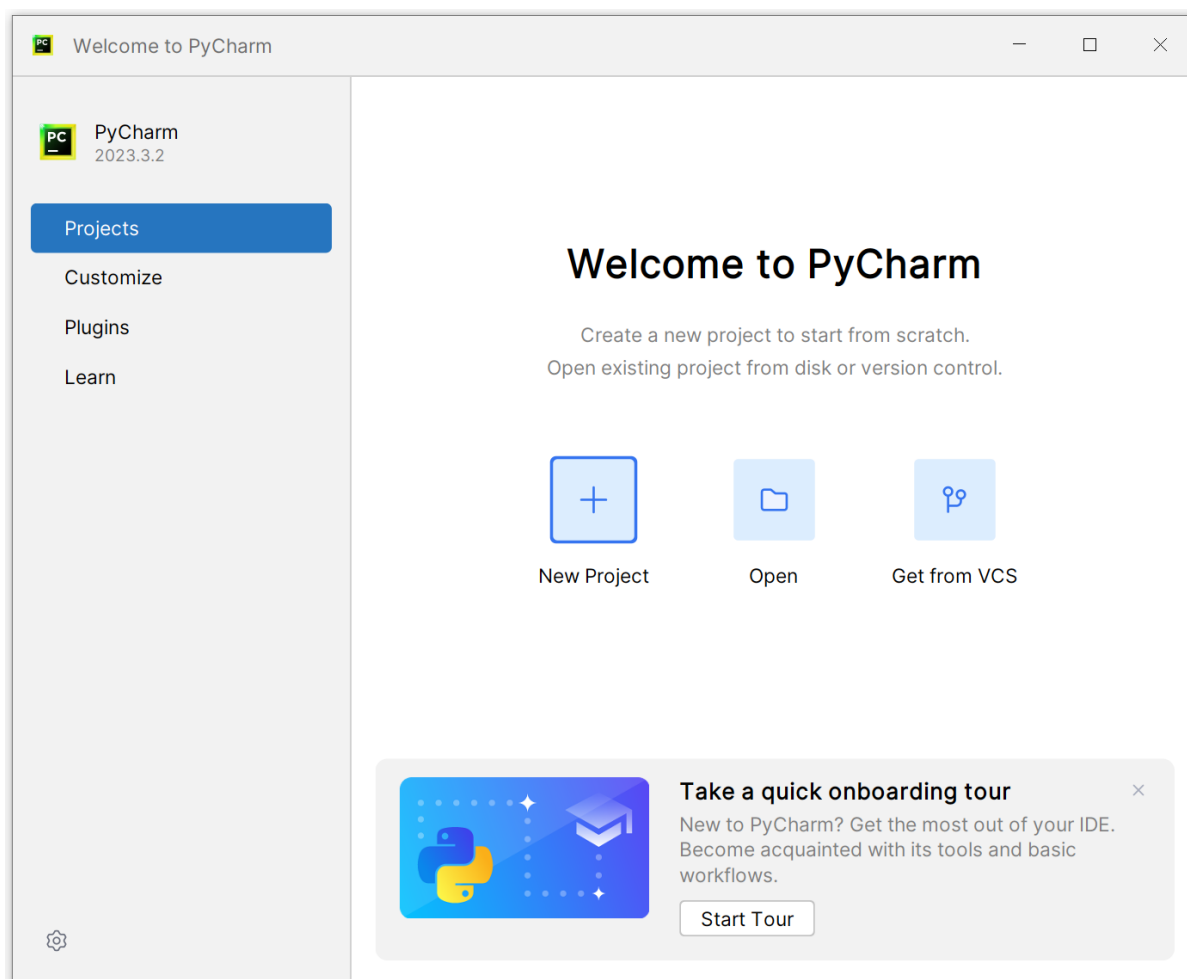 Welcome to PyCharm
PyCharm
2023.3.2
Projects
Customize
Plugins
Learn
Welcome to PyCharm
Create a new project to start from scratch.
Open existing project from disk or version control.
New Project
Open
Get from VCS
Take a quick onboarding tour
New to PyCharm? Get the most out of your IDE.
Become acquainted with its tools and basic
workflows.
Start Tour
PC
PC